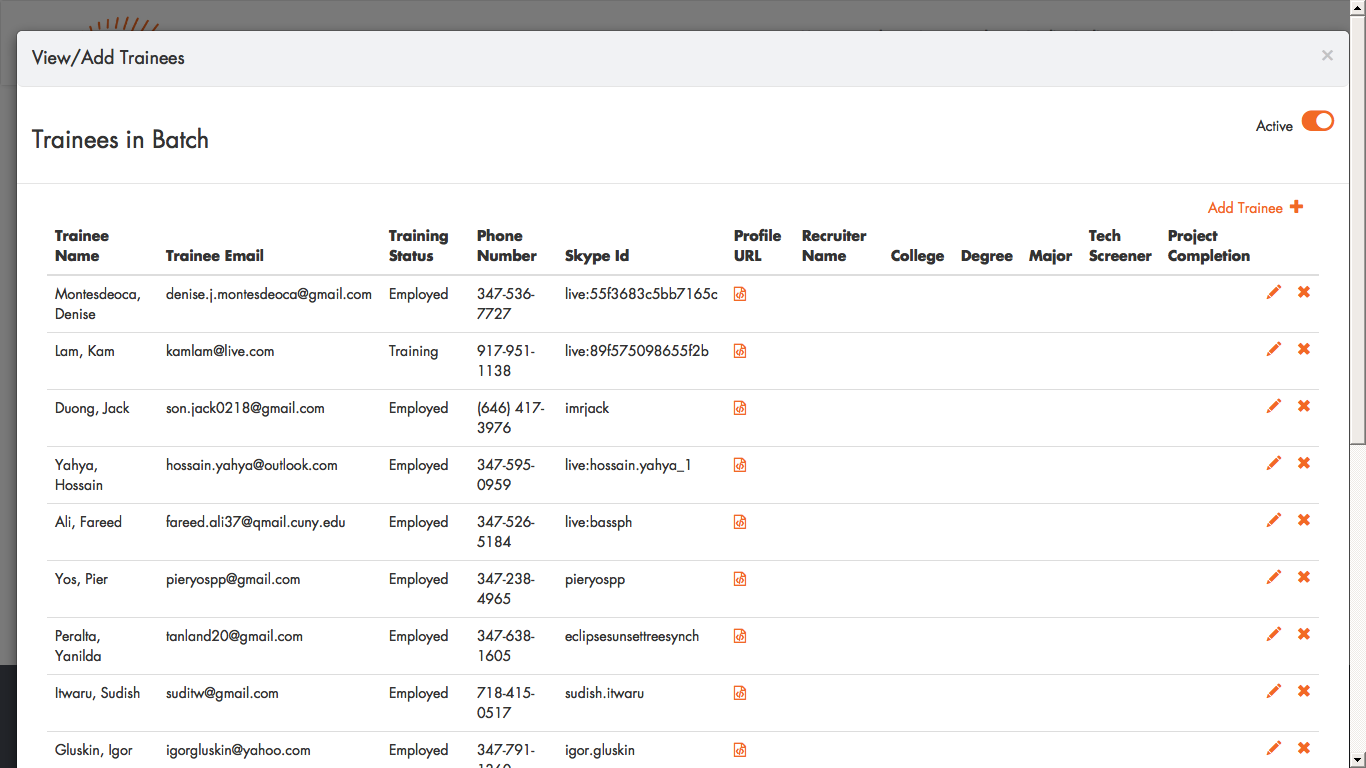 View/Add Trainees ×
Trainees in Batch
Active
Add Trainee
Trainee Name Trainee Email Training Status Phone Number Skype Id Profile URL Recruiter Name College Degree Major Tech Screener Project Completion
Montesdeoca, Denise denise.j.montesdeoca@gmail.com Employed 347-536-7727 live:55f3683c5bb7165c
Lam, Kam kamlam@live.com Training 917-951-1138 live:89f575098655f2b
Duong, Jack son.jack0218@gmail.com Employed (646) 417-3976 imrjack
Yahya, Hossain hossain.yahya@outlook.com Employed 347-595-0959 live:hossain.yahya_1
Ali, Fareed fareed.ali37@qmail.cuny.edu Employed 347-526-5184 live:bassph
Yos, Pier pieryospp@gmail.com Employed 347-238-4965 pieryospp
Peralta, Yanilda tanland20@gmail.com Employed 347-638-1605 eclipsesunsettreesynch
Itwaru, Sudish suditw@gmail.com Employed 718-415-0517 sudish.itwaru
Gluskin, Igor igorgluskin@yahoo.com Employed 347-791- igor.gluskin